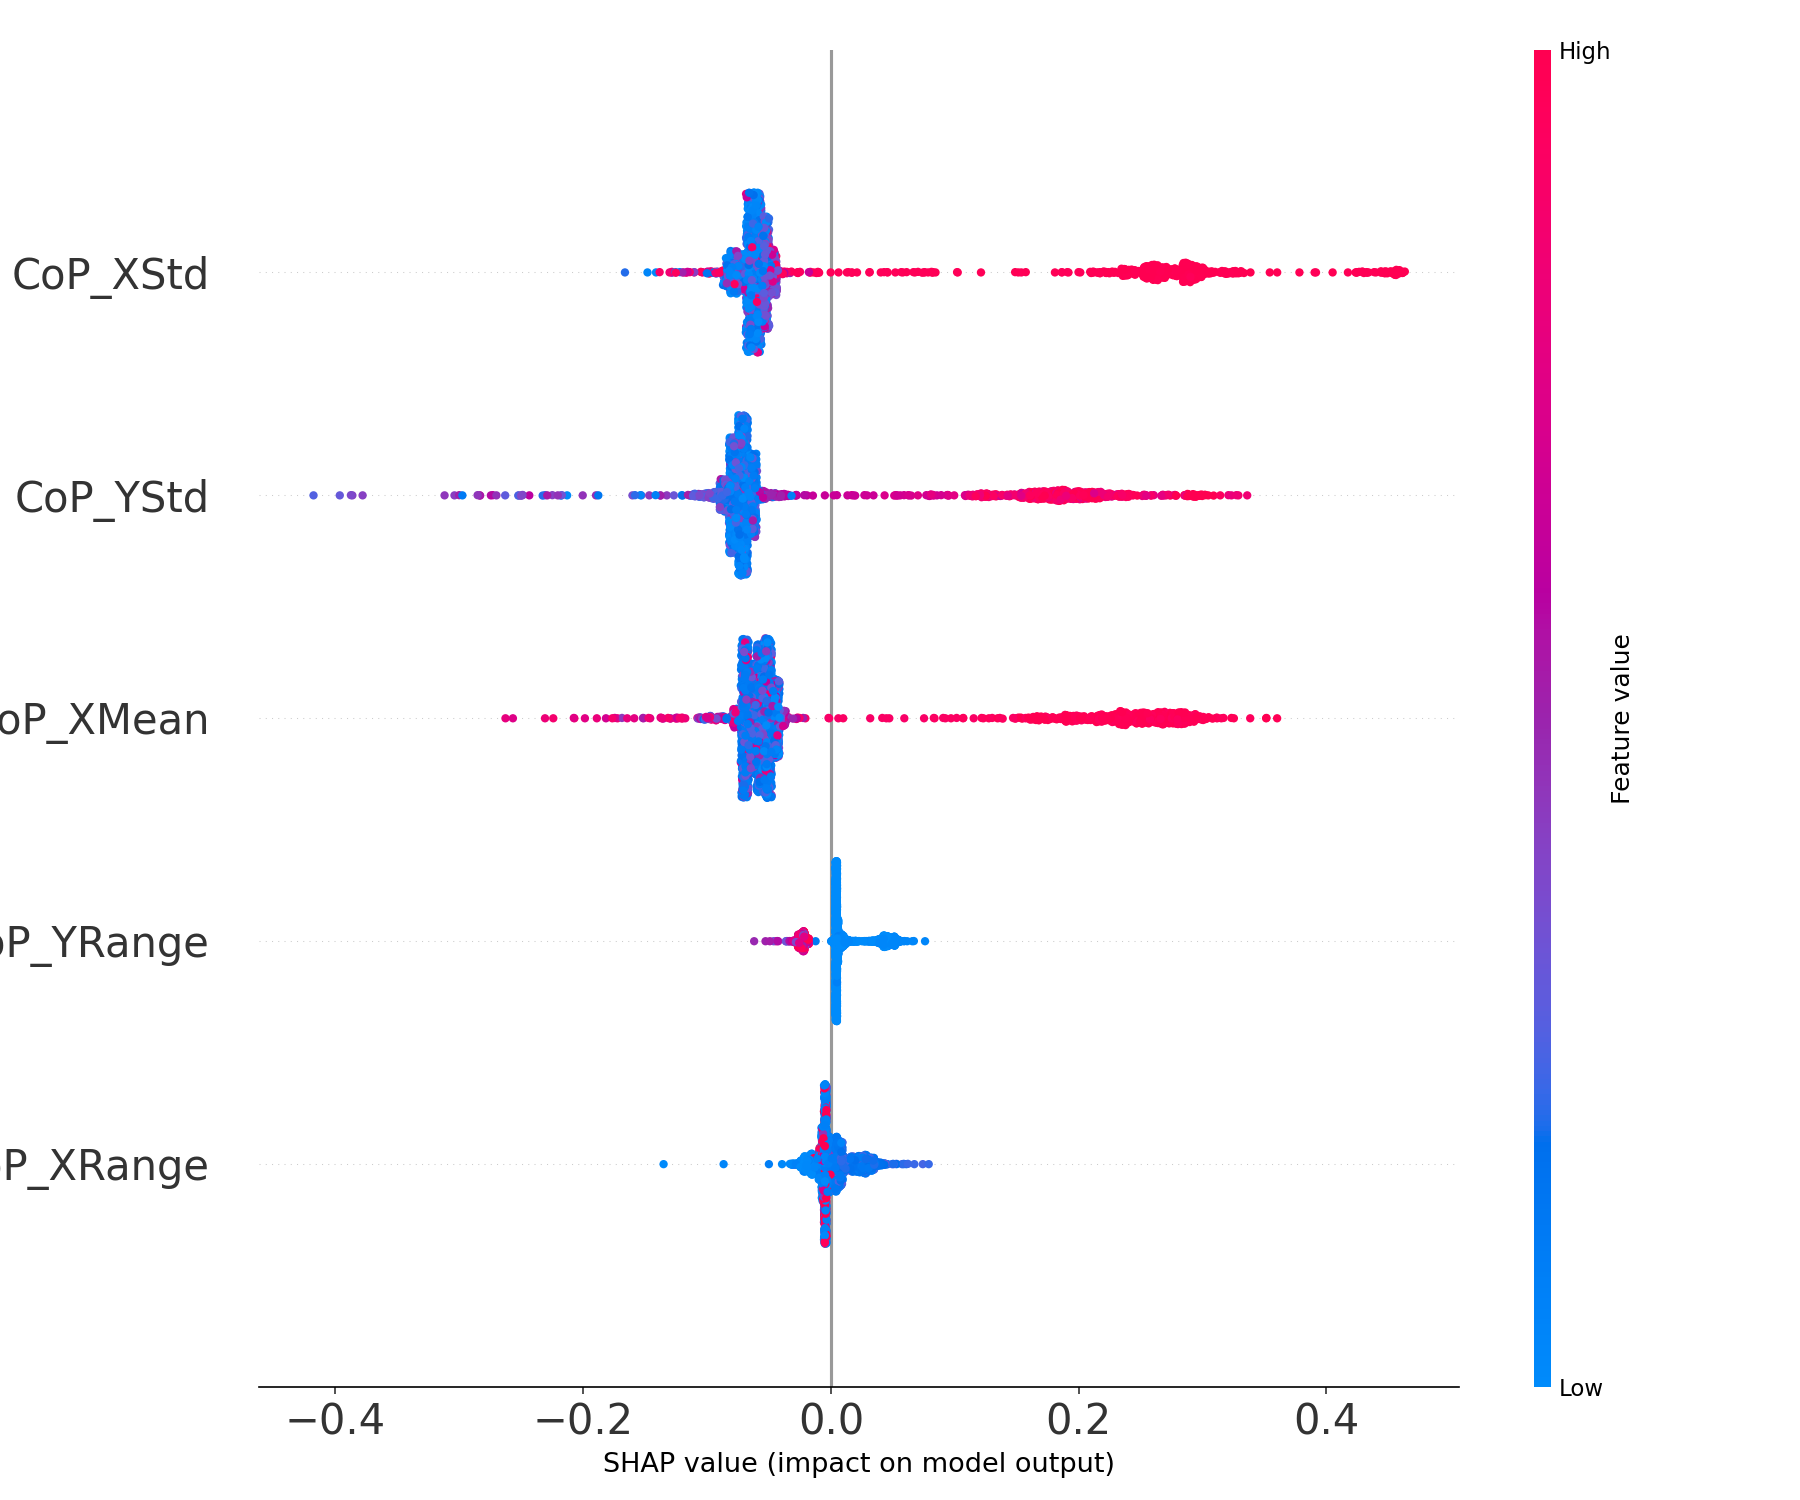 High
CoP_XStd
CoP_YStd
oP_XMean
oP_YRange
oP_XRange
Feature value
Low
−0.4 −0.2 0.0 0.2 0.4
SHAP value (impact on model output)